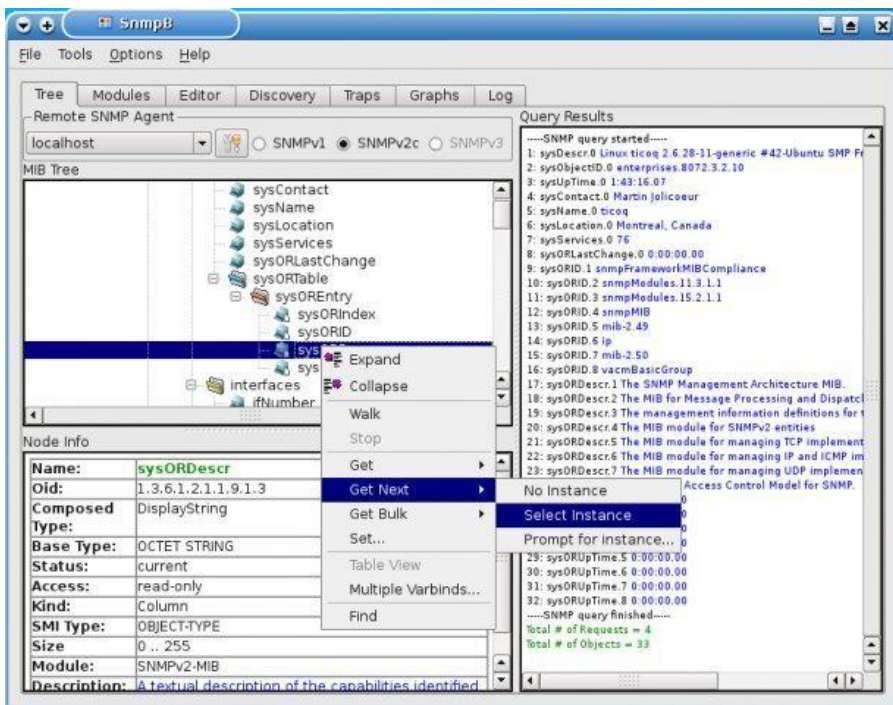 SnmpB
File Tools Options Help
Tree Modules Editor Discovery Traps Graphs Log
Remote SNMP Agent
localhost SNMPv1 SNMPv2c SNMPv3
MIB Tree
sysContact
sysName
sysLocation
sysServices
sysORLastChange
sysORTable
sysOREntry
sysORIndex
sysORID
sys
sys
interfaces
ifNumber
Expand
Collapse
Walk
Stop
Get
Get Next
Get Bulk
Set...
Table View
Multiple Varbinds...
Find
No Instance
Select Instance
Prompt for instance...
Node Info
Name: sysORDescr
Oid: 1.3.6.1.2.1.1.9.1.3
Composed Type: DisplayString
Base Type: OCTET STRING
Status: current
Access: read-only
Kind: Column
SMI Type: OBJECT-TYPE
Size 0 .. 255
Module: SNMPv2-MIB
Description: A textual description of the capabilities identified
Query Results
-----SNMP query started-----
1: sysDescr.0 Linux ticoq 2.6.28-11-generic #42-Ubuntu SMP Fr
2: sysObjectID.0 enterprises.8072.3.2.10
3: sysUpTime.0 1:43:16.07
4: sysContact.0 Martin Jolicoeur
5: sysName.0 ticoq
6: sysLocation.0 Montreal, Canada
7: sysServices.0 76
8: sysORLastChange.0 0:00:00.00
9: sysORID.1 snmpFrameworkMIBCompliance
10: sysORID.2 snmpModules.11.3.1.1
11: sysORID.3 snmpModules.15.2.1.1
12: sysORID.4 snmpMIB
13: sysORID.5 mib-2.49
14: sysORID.6 ip
15: sysORID.7 mib-2.50
16: sysORID.8 vacmBasicGroup
17: sysORDescr.1 The SNMP Management Architecture MIB.
18: sysORDescr.2 The MIB for Message Processing and Dispatcl
19: sysORDescr.3 The management information definitions for t
20: sysORDescr.4 The MIB module for SNMPv2 entities
21: sysORDescr.5 The MIB module for managing TCP implement
22: sysORDescr.6 The MIB module for managing IP and ICMP im
23: sysORDescr.7 The MIB module for managing UDP implemen
Access Control Model for SNMP.
29: sysORUpTime.5 0:00:00.00
30: sysORUpTime.6 0:00:00.00
31: sysORUpTime.7 0:00:00.00
32: sysORUpTime.8 0:00:00.00
-----SNMP query finished-----
Total # of Requests = 4
Total # of Objects = 33